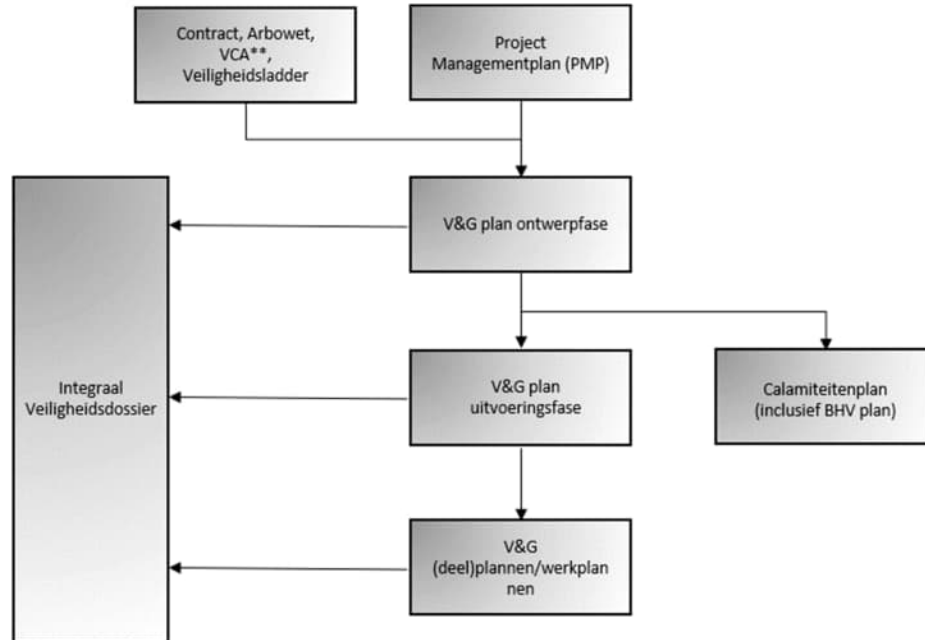 Contract, Arbowet,
VCA**,
Veiligheidsladder
Project
Managementplan (PMP)
V&G plan ontwerpfase
Integraal
Veiligheidsdossier
V&G plan
uitvoeringsfase
Calamiteitenplan
(inclusief BHV plan)
V&G
(deel)plannen/werkplan
nen